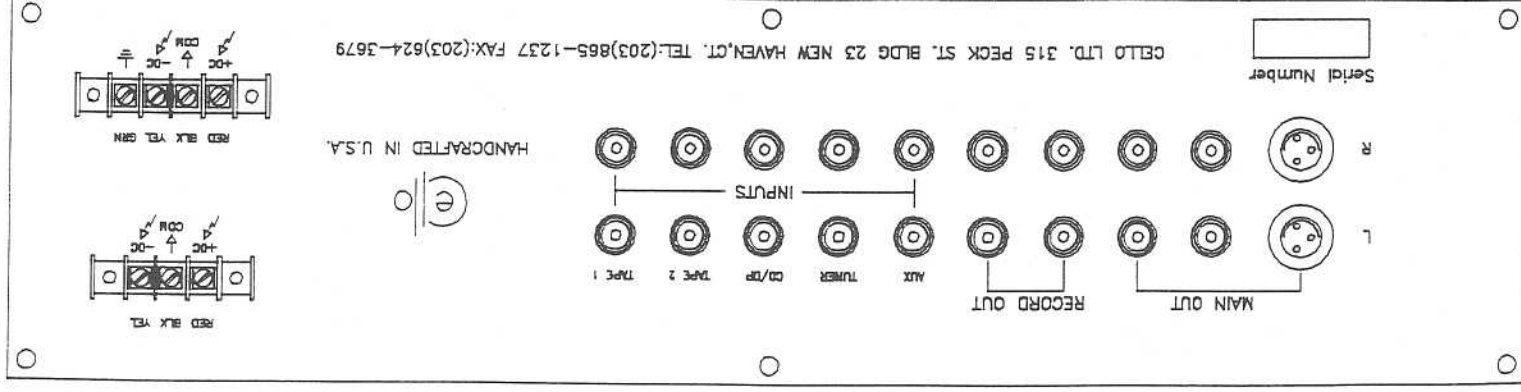 MAIN OUT
RECORD OUT
AUX TUNER CD/DP TAPE 2 TAPE 1
RED BLK YEL
+DC COM -DC
L
INPUTS
cello
HANDCRAFTED IN U.S.A.
R
RED BLK YEL GRN
+DC COM -DC
Serial Number
CELLO LTD. 315 PECK ST. BLDG 23 NEW HAVEN,CT. TEL:(203)865-1237 FAX:(203)624-3679